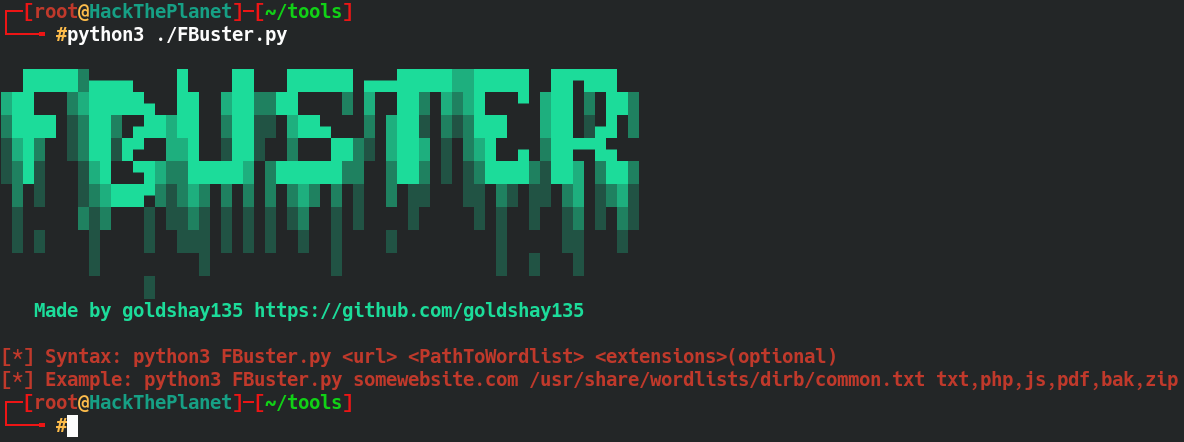 ┌─[root@HackThePlanet]─[~/tools]
└──╼ #python3 ./FBuster.py
FBUSTER
Made by goldshay135 https://github.com/goldshay135
[*] Syntax: python3 FBuster.py <url> <PathToWordlist> <extensions>(optional)
[*] Example: python3 FBuster.py somewebsite.com /usr/share/wordlists/dirb/common.txt txt,php,js,pdf,bak,zip
┌─[root@HackThePlanet]─[~/tools]
└──╼ #